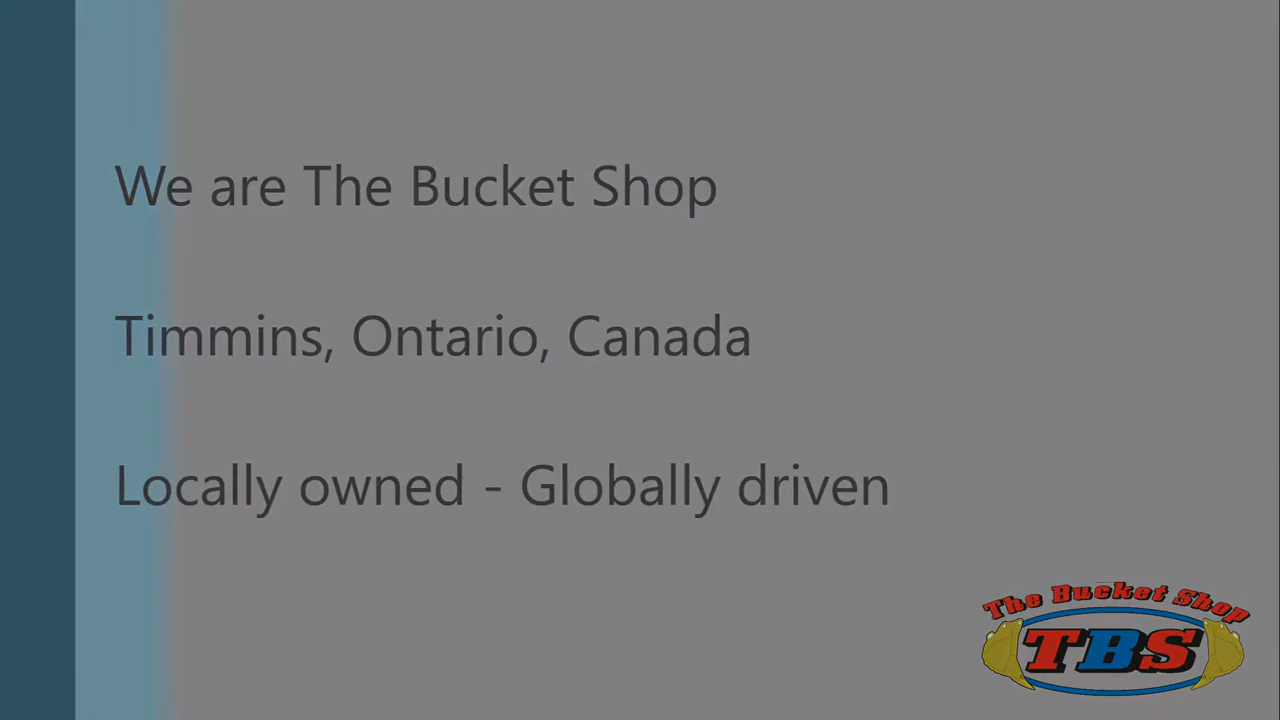 We are The Bucket Shop
Timmins, Ontario, Canada
Locally owned - Globally driven
The Bucket Shop
TBS